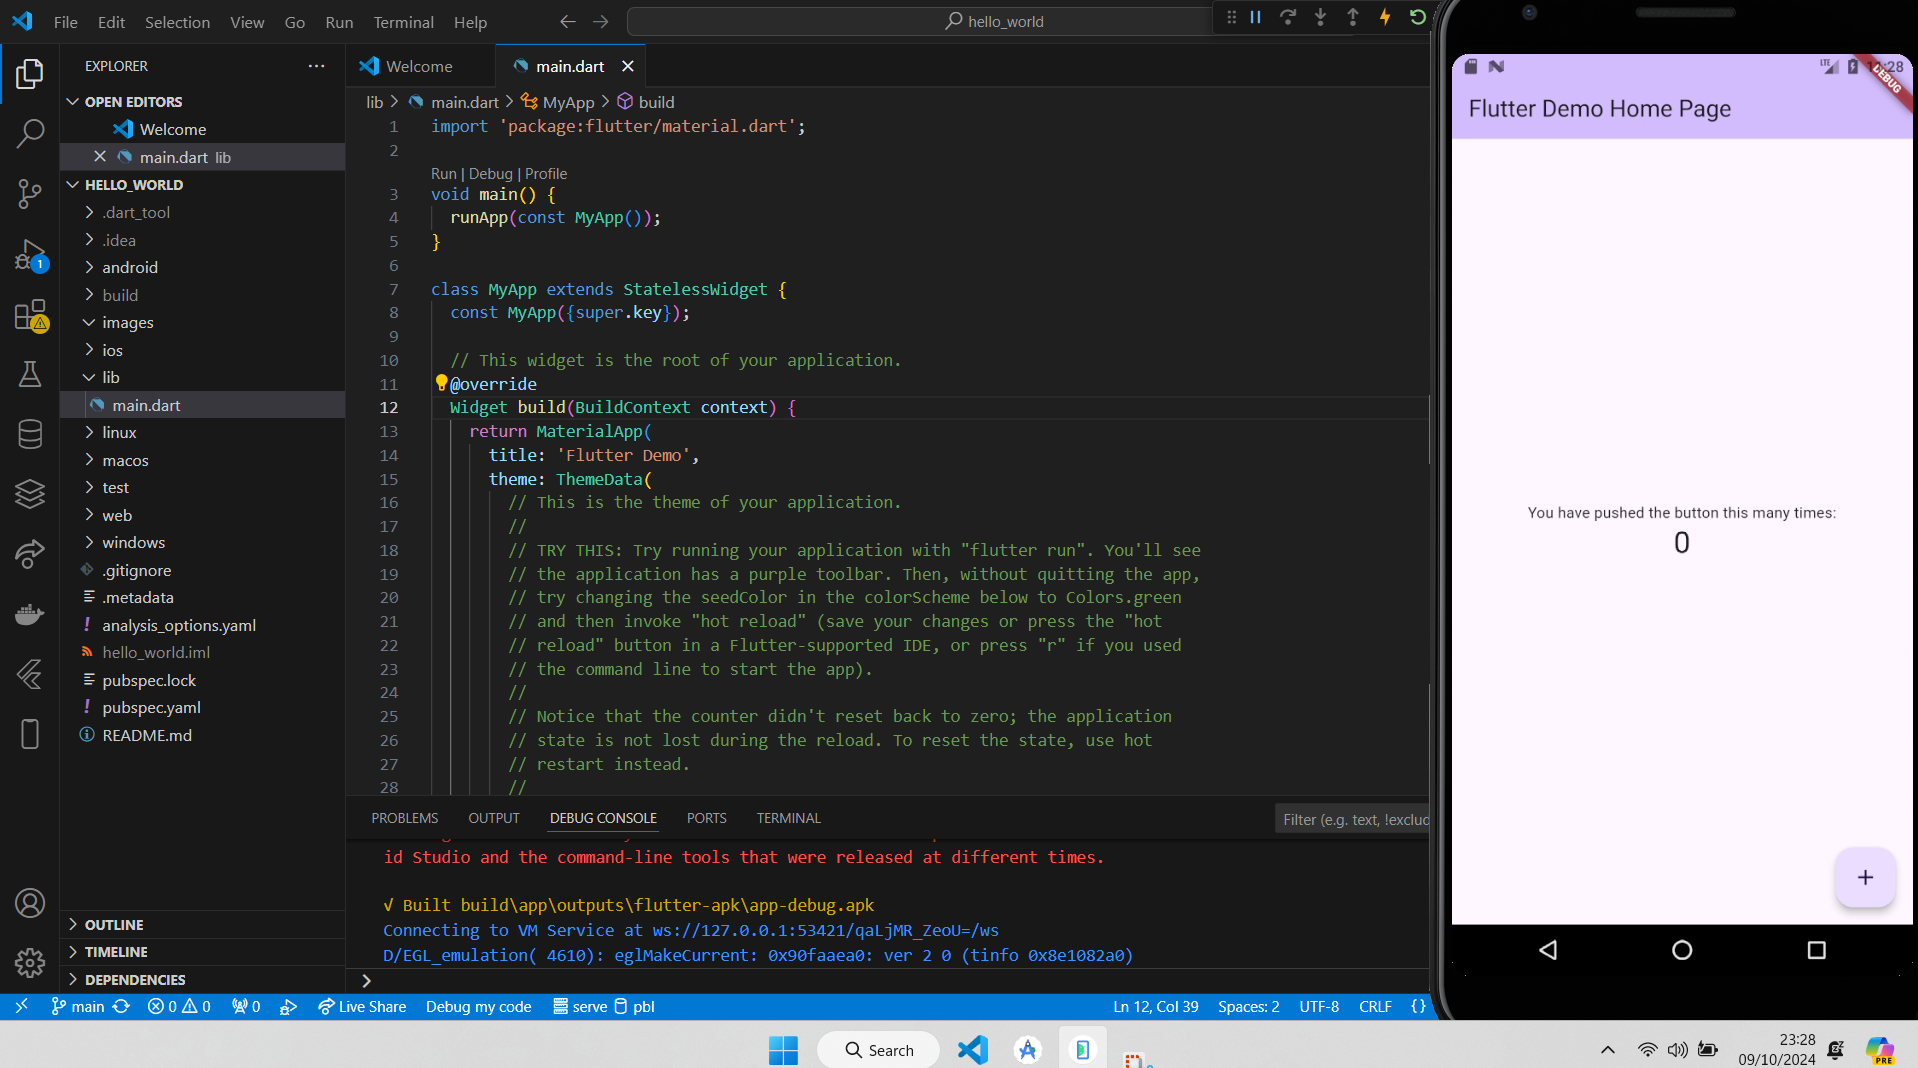 File Edit Selection View Go Run Terminal Help
hello_world
EXPLORER
OPEN EDITORS
Welcome
main.dart lib
HELLO_WORLD
.dart_tool
.idea
android
build
images
ios
lib
main.dart
linux
macos
test
web
windows
.gitignore
.metadata
analysis_options.yaml
hello_world.iml
pubspec.lock
pubspec.yaml
README.md
OUTLINE
TIMELINE
DEPENDENCIES
1
Welcome
main.dart
lib > main.dart > MyApp > build
1 import 'package:flutter/material.dart';
2
Run | Debug | Profile
3 void main() {
4 runApp(const MyApp());
5 }
6
7 class MyApp extends StatelessWidget {
8 const MyApp({super.key});
9
10 // This widget is the root of your application.
11 @override
12 Widget build(BuildContext context) {
13 return MaterialApp(
14 title: 'Flutter Demo',
15 theme: ThemeData(
16 // This is the theme of your application.
17 //
18 // TRY THIS: Try running your application with "flutter run". You'll see
19 // the application has a purple toolbar. Then, without quitting the app,
20 // try changing the seedColor in the colorScheme below to Colors.green
21 // and then invoke "hot reload" (save your changes or press the "hot
22 // reload" button in a Flutter-supported IDE, or press "r" if you used
23 // the command line to start the app).
24 //
25 // Notice that the counter didn't reset back to zero; the application
26 // state is not lost during the reload. To reset the state, use hot
27 // restart instead.
28 //
PROBLEMS OUTPUT DEBUG CONSOLE PORTS TERMINAL
Filter (e.g. text, !exclud
id Studio and the command-line tools that were released at different times.
√ Built build\app\outputs\flutter-apk\app-debug.apk
Connecting to VM Service at ws://127.0.0.1:53421/qaLjMR_ZeoU=/ws
D/EGL_emulation( 4610): eglMakeCurrent: 0x90faaea0: ver 2 0 (tinfo 0x8e1082a0)
>
main 0 0 0 Live Share Debug my code serve pbl
Ln 12, Col 39 Spaces: 2 UTF-8 CRLF {}
LTE
DEBUG
Flutter Demo Home Page
You have pushed the button this many times:
0
+
Search
23:28
09/10/2024
PRE